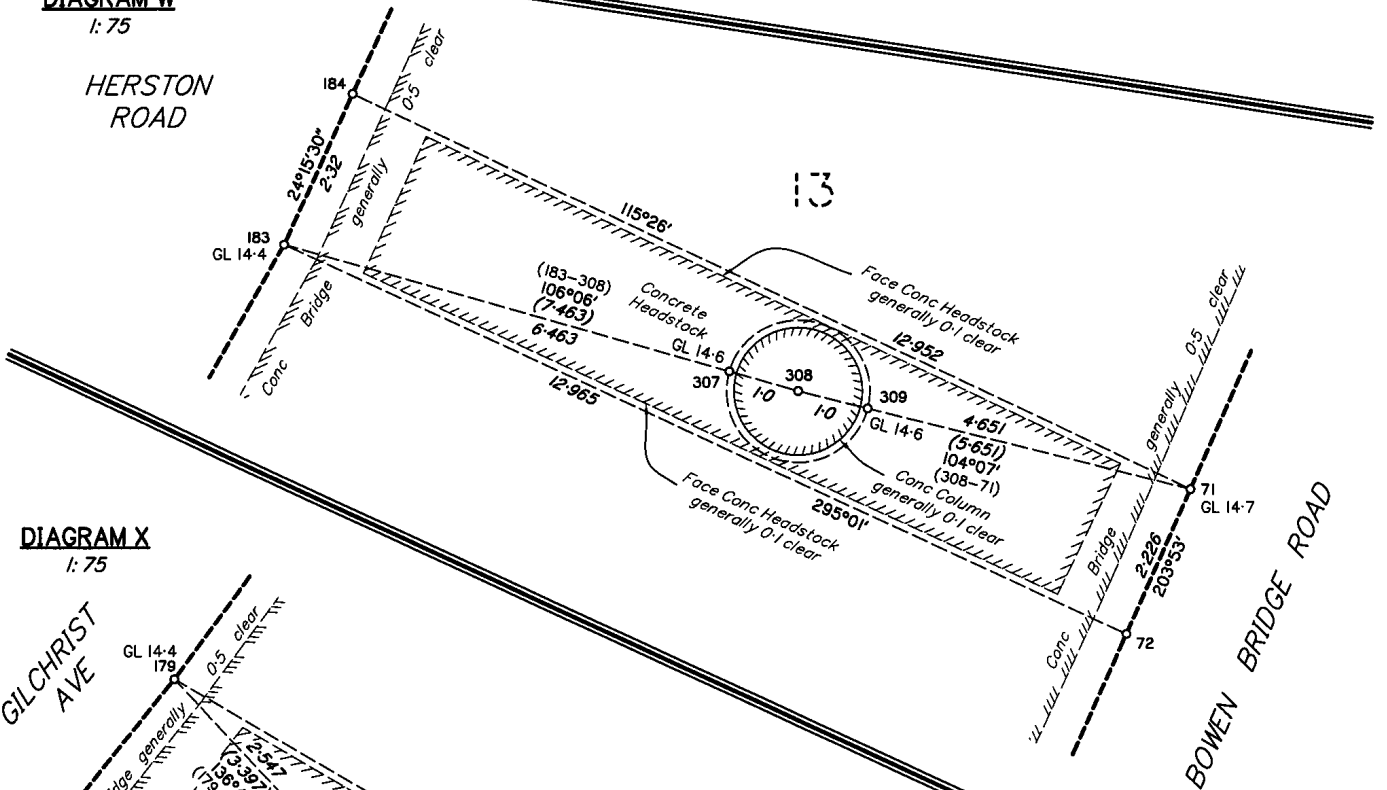 DIAGRAM W
1:75
HERSTON
ROAD
184
24°15'30"
2·32
183
GL 14·4
generally
0·5 clear
Conc Bridge
13
115°26'
12·952
Face Conc Headstock
generally 0·1 clear
(183-308)
106°06'
(7·463)
6·463
Concrete
Headstock
GL 14·6
307
308
1·0
1·0
309
GL 14·6
12·965
295°01'
4·651
(5·651)
104°07'
(308-71)
Conc Column
generally 0·1 clear
Face Conc Headstock
generally 0·1 clear
Conc Bridge generally 0·5 clear
71
GL 14·7
2·226
203°53'
72
BOWEN BRIDGE ROAD
DIAGRAM X
1:75
GILCHRIST
AVE
GL 14·4
179
generally 0·5 clear
2·547
(3·397)